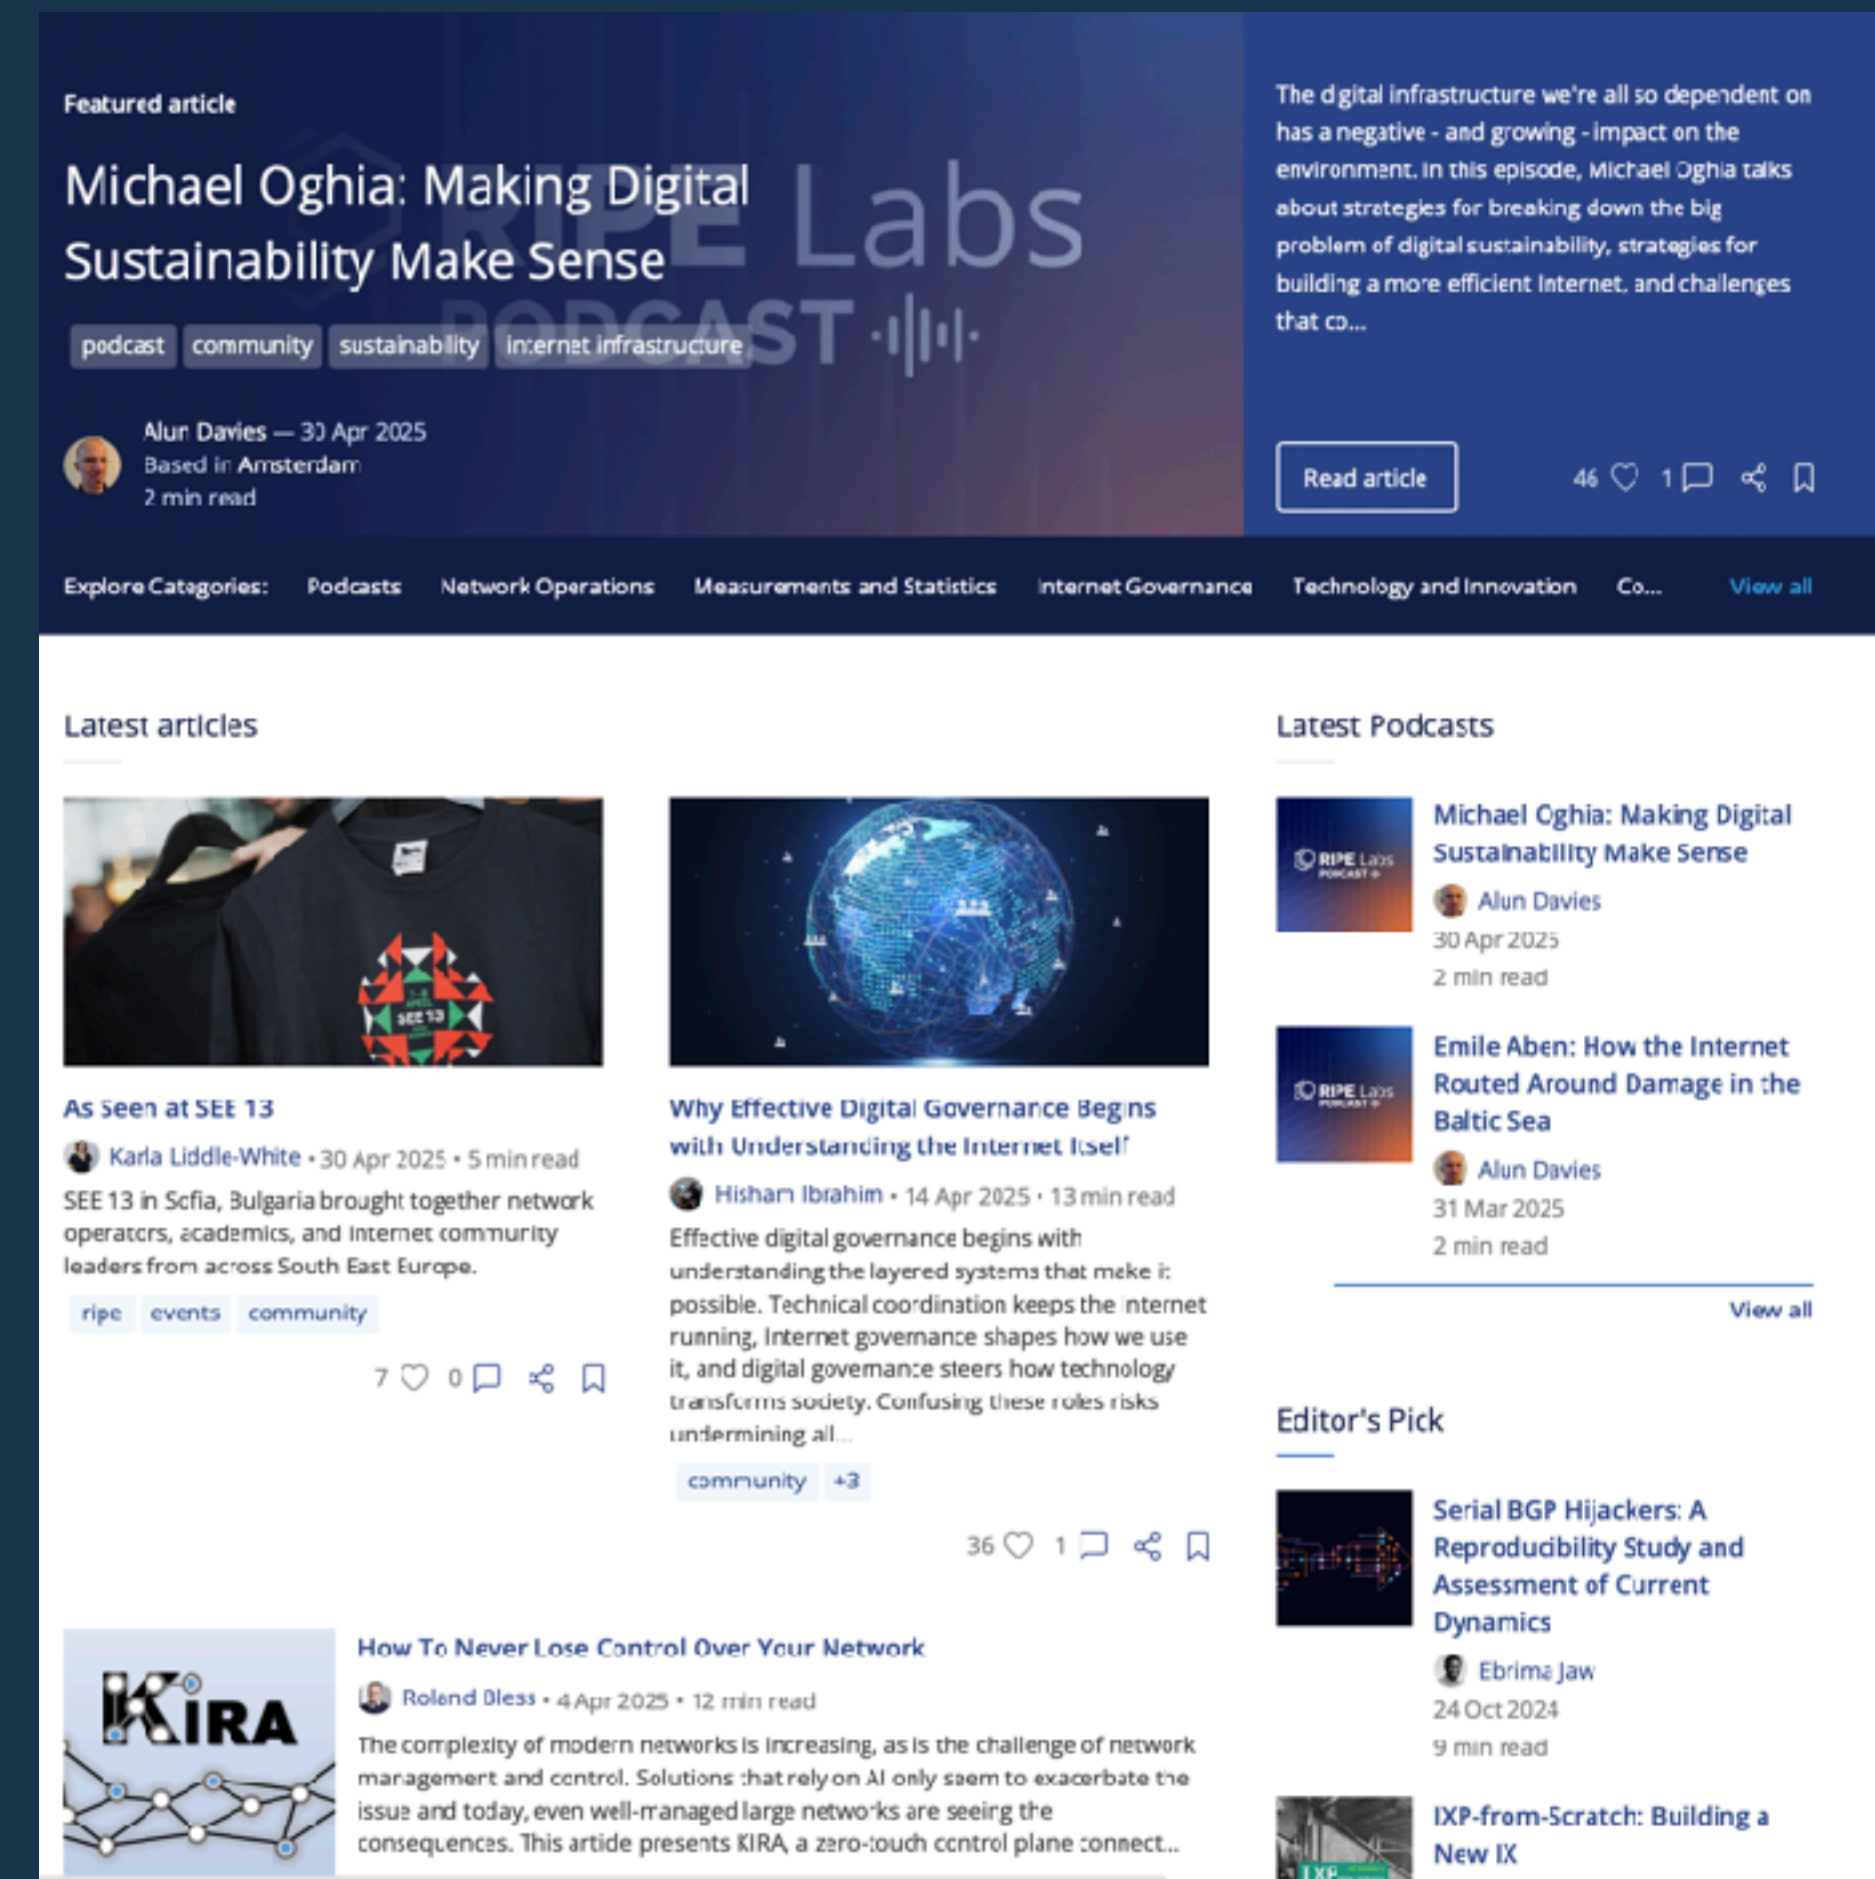 Featured article
Michael Oghia: Making Digital
Sustainability Make Sense
RIPE Labs
PODCAST
podcast community sustainability internet infrastructure
Alun Davies — 30 Apr 2025
Based in Amsterdam
2 min read
The digital infrastructure we're all so dependent on
has a negative - and growing - impact on the
environment. In this episode, Michael Oghia talks
about strategies for breaking down the big
problem of digital sustainability, strategies for
building a more efficient Internet, and challenges
that co...
Read article
46 1
Explore Categories: Podcasts Network Operations Measurements and Statistics Internet Governance Technology and Innovation Co... View all
Latest articles
SEE 13
As Seen at SEE 13
Karla Liddle-White • 30 Apr 2025 • 5 min read
SEE 13 in Sofia, Bulgaria brought together network
operators, academics, and Internet community
leaders from across South East Europe.
ripe events community
7 0
Why Effective Digital Governance Begins
with Understanding the Internet Itself
Hisham Ibrahim • 14 Apr 2025 • 13 min read
Effective digital governance begins with
understanding the layered systems that make it
possible. Technical coordination keeps the Internet
running, Internet governance shapes how we use
it, and digital governance steers how technology
transforms society. Confusing these roles risks
undermining all...
community +3
36 1
KIRA
How To Never Lose Control Over Your Network
Roland Bless • 4 Apr 2025 • 12 min read
The complexity of modern networks is increasing, as is the challenge of network
management and control. Solutions that rely on AI only seem to exacerbate the
issue and today, even well-managed large networks are seeing the
consequences. This article presents KIRA, a zero-touch control plane connect...
Latest Podcasts
RIPE Labs
PODCAST
Michael Oghia: Making Digital
Sustainability Make Sense
Alun Davies
30 Apr 2025
2 min read
RIPE Labs
PODCAST
Emile Aben: How the Internet
Routed Around Damage in the
Baltic Sea
Alun Davies
31 Mar 2025
2 min read
View all
Editor's Pick
Serial BGP Hijackers: A
Reproducibility Study and
Assessment of Current
Dynamics
Ebrima Jaw
24 Oct 2024
9 min read
IXP
IXP-from-Scratch: Building a
New IX